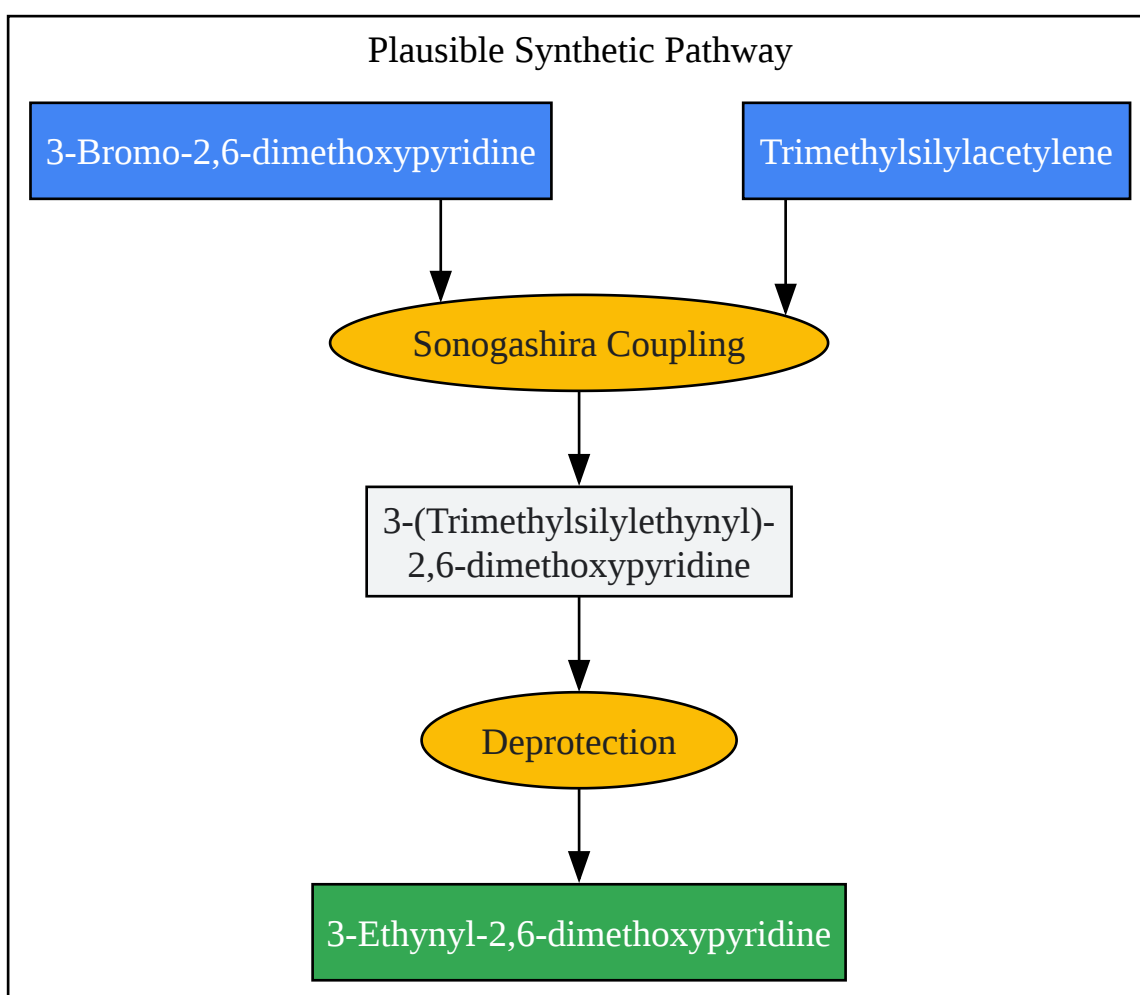 Plausible Synthetic Pathway
3-Bromo-2,6-dimethoxypyridine
Trimethylsilylacetylene
Sonogashira Coupling
3-(Trimethylsilylethynyl)-
2,6-dimethoxypyridine
Deprotection
3-Ethynyl-2,6-dimethoxypyridine